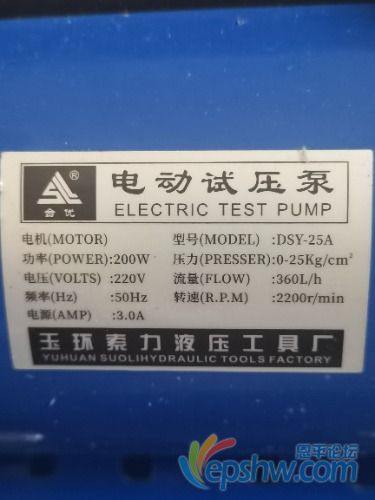 电动试压泵
合优
ELECTRIC TEST PUMP
电机(MOTOR) 型号(MODEL) :DSY-25A
功率(POWER):200W 压力(PRESSER):0-25Kg/cm²
电压(VOLTS) :220V 流量(FLOW) :360L/h
频率(Hz) :50Hz 转速(R.P.M) :2200r/min
电源(AMP) :3.0A
玉环索力液压工具厂
YUHUAN SUOLIHYDRAULIC TOOLS FACTORY
恩平论坛
epshw.com